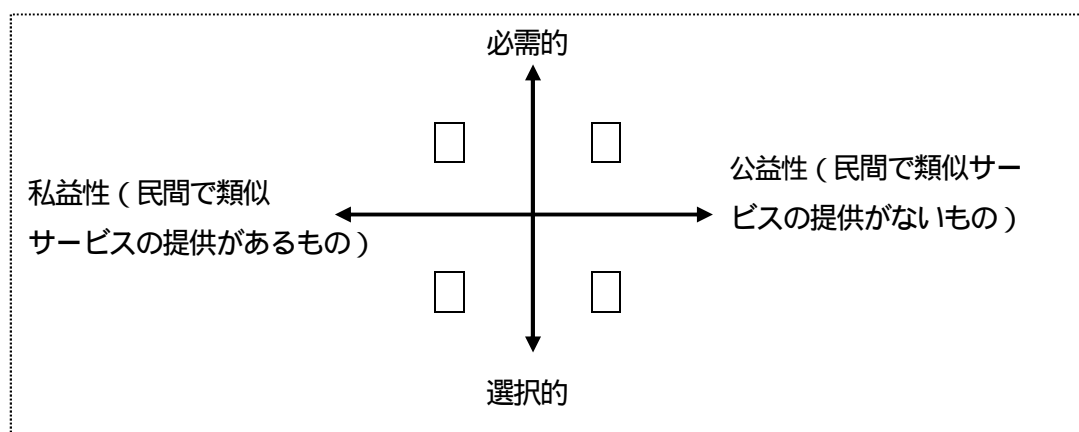 必需的
私益性（民間で類似
サービスの提供があるもの）
公益性（民間で類似サー
ビスの提供がないもの）
選択的